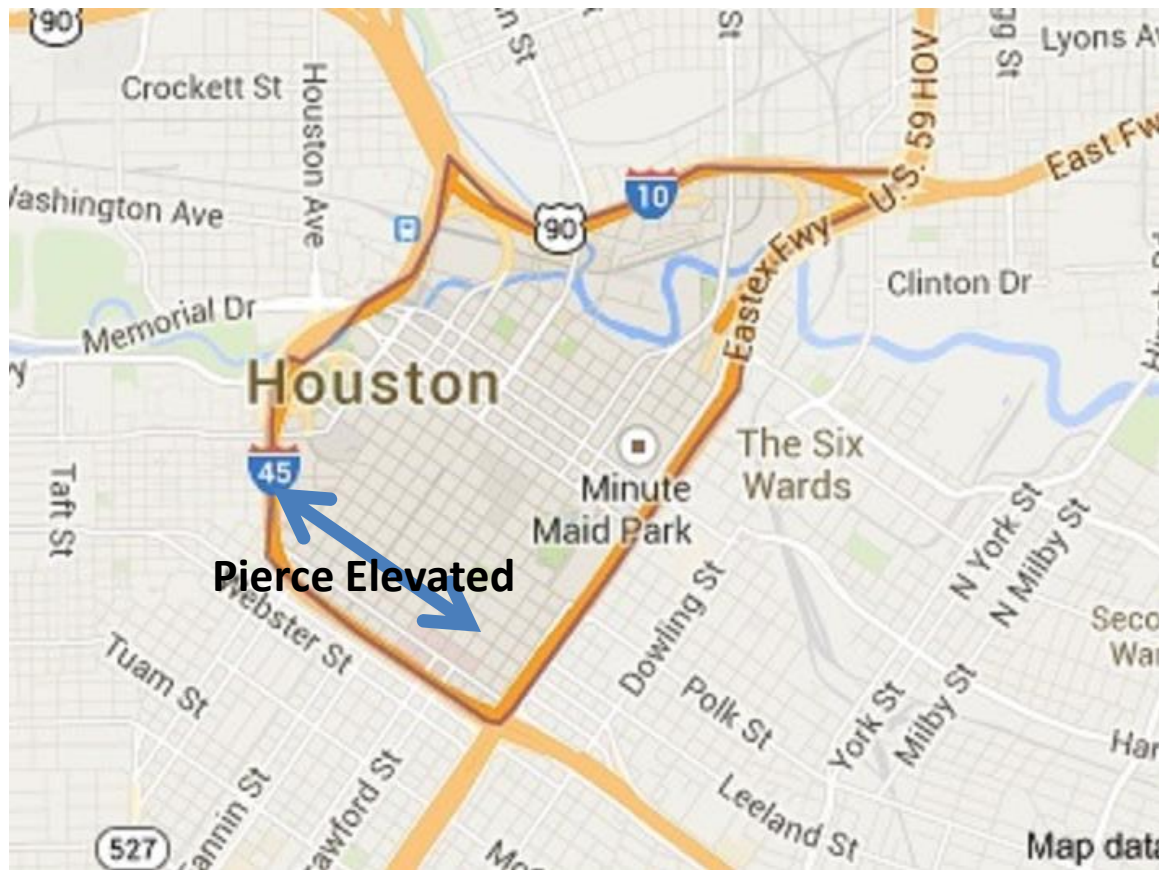 90
Crockett St
Houston Ave
St
Lyons
U.S. 59 HOV
East Fw
Washington Ave
10
90
Eastex Fwy
Clinton Dr
Memorial Dr
Houston
45
Taft St
Minute
Maid Park
The Six
Wards
Pierce Elevated
Webster St
Tuam St
Dowling St
Polk St
N York St
N Milby St
York St
Milby St
Leeland St
527
Map data